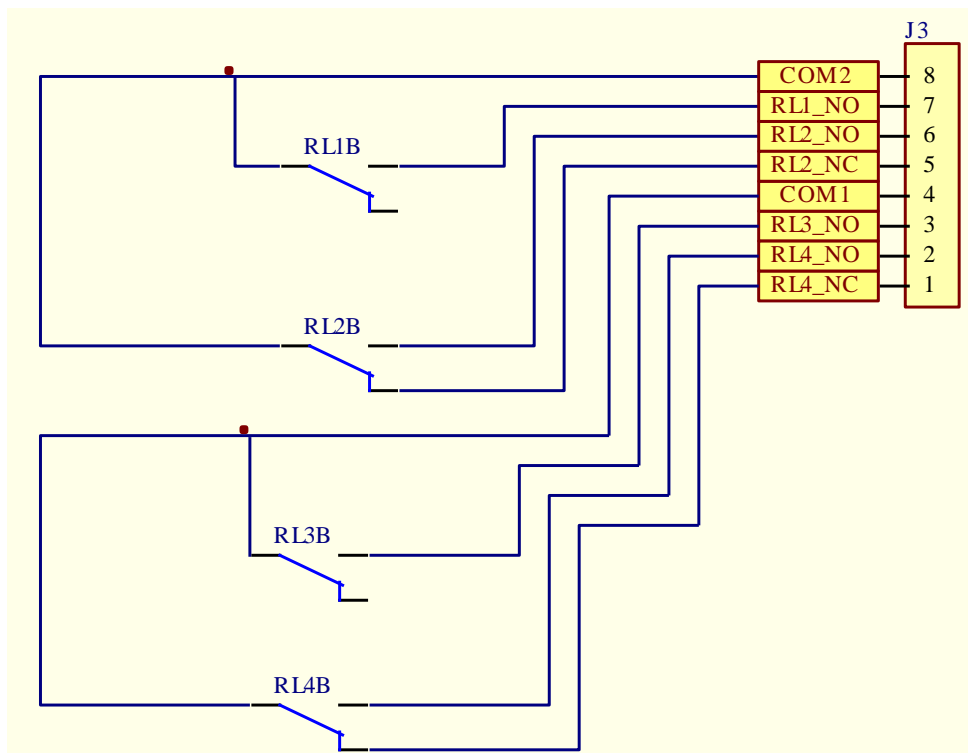 J3
COM2 8
RL1_NO 7
RL1B
RL2_NO 6
RL2_NC 5
COM1 4
RL3_NO 3
RL4_NO 2
RL4_NC 1
RL2B
RL3B
RL4B